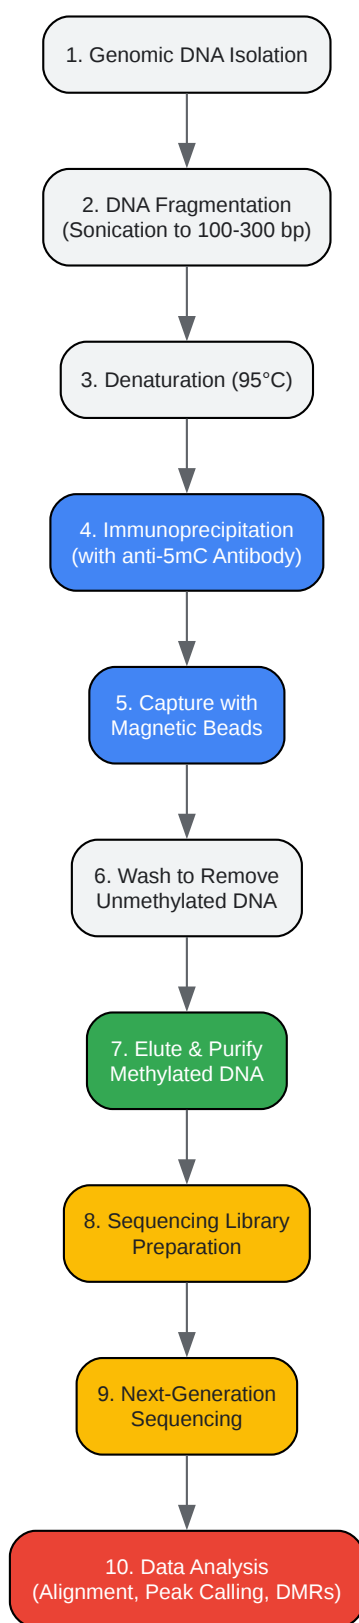 1. Genomic DNA Isolation
2. DNA Fragmentation
(Sonication to 100-300 bp)
3. Denaturation (95°C)
4. Immunoprecipitation
(with anti-5mC Antibody)
5. Capture with
Magnetic Beads
6. Wash to Remove
Unmethylated DNA
7. Elute & Purify
Methylated DNA
8. Sequencing Library
Preparation
9. Next-Generation
Sequencing
10. Data Analysis
(Alignment, Peak Calling, DMRs)